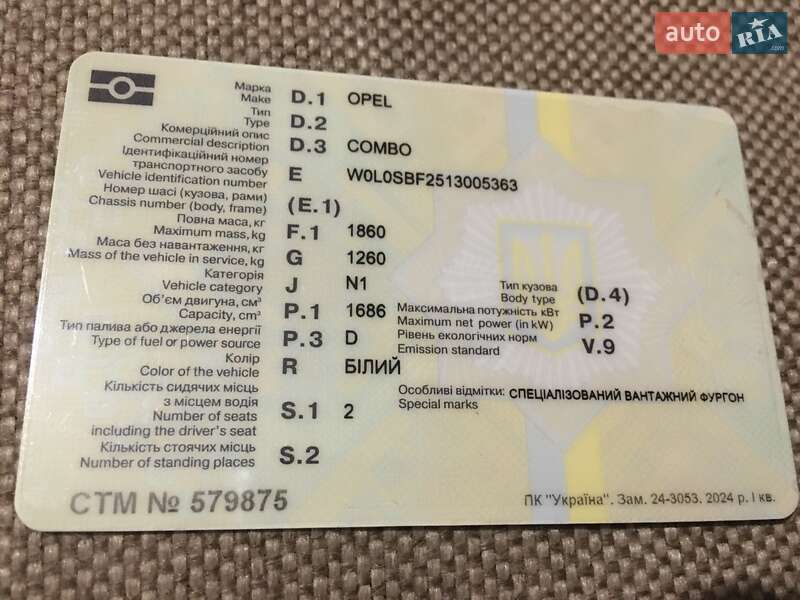 auto RIA.com
Марка
Make D.1 OPEL
Тип
Type D.2
Комерційний опис
Commercial description D.3 COMBO
Ідентифікаційний номер
транспортного засобу
Vehicle identification number E W0L0SBF2513005363
Номер шасі (кузова, рами)
Chassis number (body, frame) (E.1)
Повна маса, кг
Maximum mass, kg F.1 1860
Маса без навантаження, кг
Mass of the vehicle in service, kg G 1260
Категорія
Vehicle category J N1
Тип кузова
Body type (D.4)
Об'єм двигуна, см³
Capacity, cm³ P.1 1686
Максимальна потужність кВт
Maximum net power (in kW) P.2
Тип палива або джерела енергії
Type of fuel or power source P.3 D
Рівень екологічних норм
Emission standard V.9
Колір
Color of the vehicle R БІЛИЙ
Кількість сидячих місць
з місцем водія
Number of seats
including the driver's seat S.1 2
Особливі відмітки: СПЕЦІАЛІЗОВАНИЙ ВАНТАЖНИЙ ФУРГОН
Special marks
Кількість стоячих місць
Number of standing places S.2
СТМ № 579875
ПК "Україна". Зам. 24-3053. 2024 р. І кв.